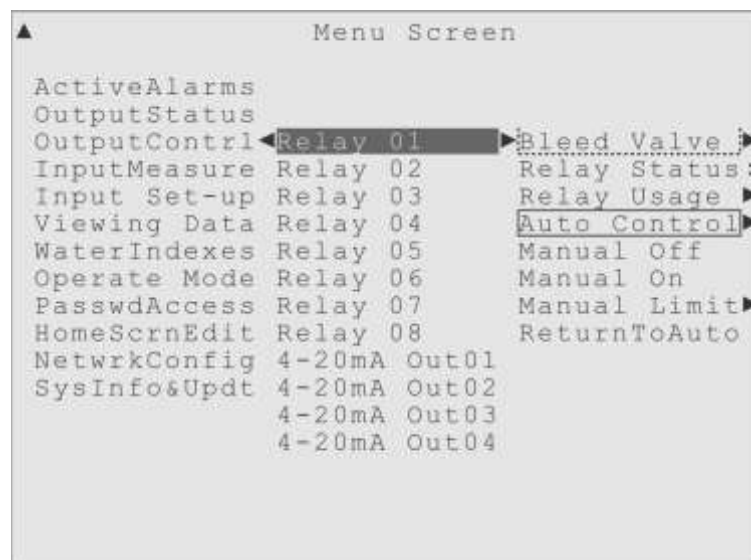 ▲ Menu Screen
ActiveAlarms
OutputStatus
OutputContrl◀Relay 01 ▶Bleed Valve ▶
InputMeasure Relay 02 Relay Status:
Input Set-up Relay 03 Relay Usage ▶
Viewing Data Relay 04 Auto Control▶
WaterIndexes Relay 05 Manual Off
Operate Mode Relay 06 Manual On
PasswdAccess Relay 07 Manual Limit▶
HomeScrnEdit Relay 08 ReturnToAuto
NetwrkConfig 4-20mA Out01
SysInfo&Updt 4-20mA Out02
4-20mA Out03
4-20mA Out04